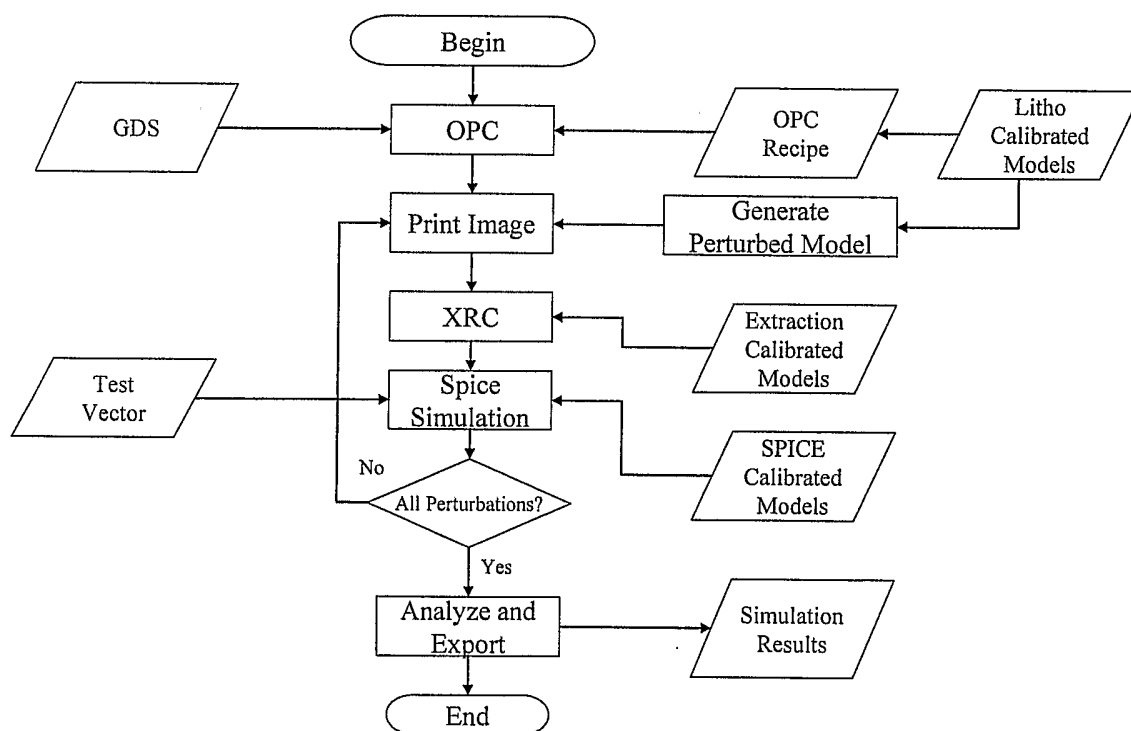 Begin
GDS
OPC
OPC
Recipe
Litho
Calibrated
Models
Print Image
Generate
Perturbed Model
XRC
Extraction
Calibrated
Models
Test
Vector
Spice
Simulation
SPICE
Calibrated
Models
No
All Perturbations?
Yes
Analyze and
Export
Simulation
Results
End